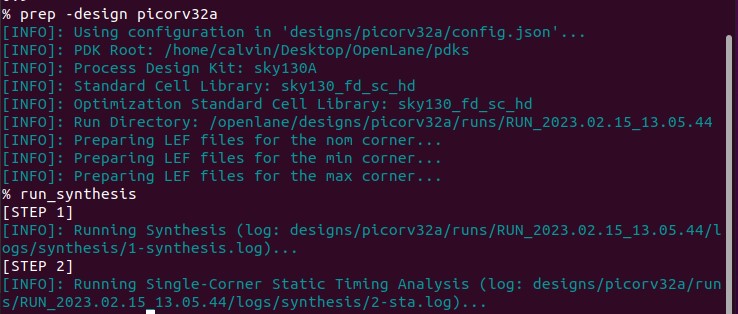 % prep -design picorv32a
[INFO]: Using configuration in 'designs/picorv32a/config.json'...
[INFO]: PDK Root: /home/calvin/Desktop/OpenLane/pdks
[INFO]: Process Design Kit: sky130A
[INFO]: Standard Cell Library: sky130_fd_sc_hd
[INFO]: Optimization Standard Cell Library: sky130_fd_sc_hd
[INFO]: Run Directory: /openlane/designs/picorv32a/runs/RUN_2023.02.15_13.05.44
[INFO]: Preparing LEF files for the nom corner...
[INFO]: Preparing LEF files for the min corner...
[INFO]: Preparing LEF files for the max corner...
% run_synthesis
[STEP 1]
[INFO]: Running Synthesis (log: designs/picorv32a/runs/RUN_2023.02.15_13.05.44/l
ogs/synthesis/1-synthesis.log)...
[STEP 2]
[INFO]: Running Single-Corner Static Timing Analysis (log: designs/picorv32a/run
s/RUN_2023.02.15_13.05.44/logs/synthesis/2-sta.log)...